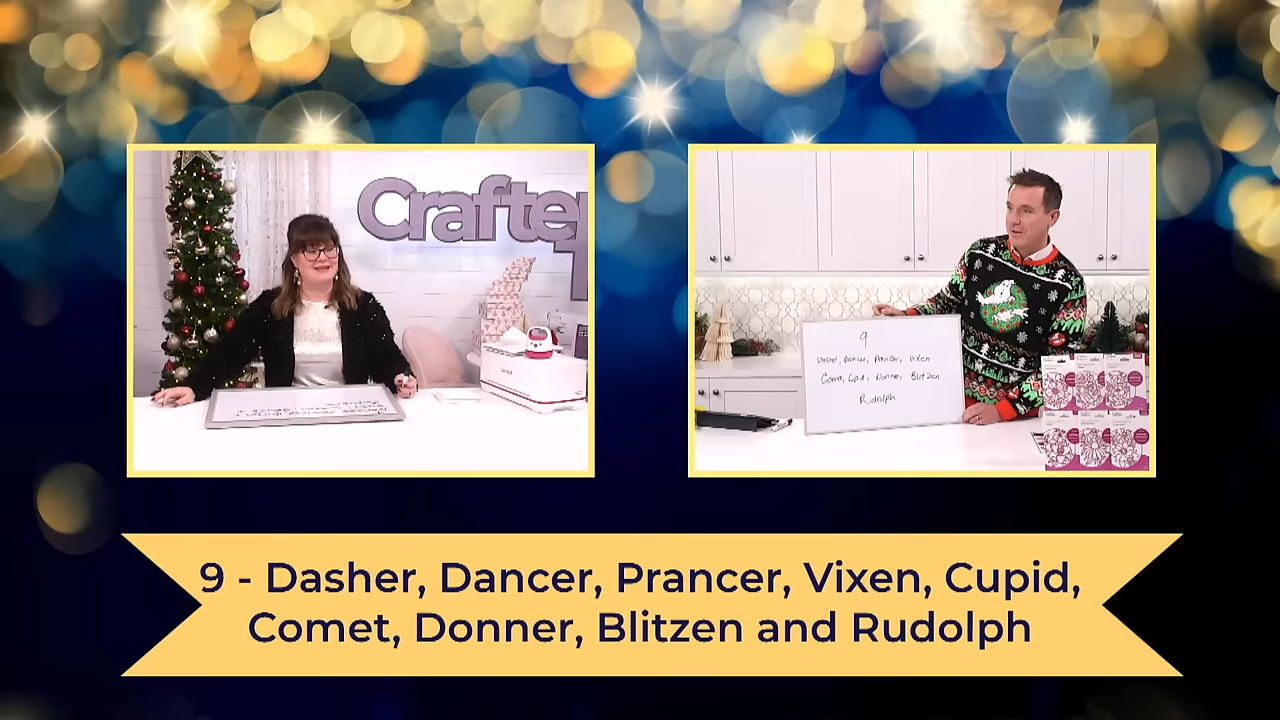 Crafte
9
Dasher, Dancer, Prancer, Vixen
Comet, Cupid, Donner, Blitzen
Rudolph
9 - Dasher, Dancer, Prancer, Vixen, Cupid,
Comet, Donner, Blitzen and Rudolph